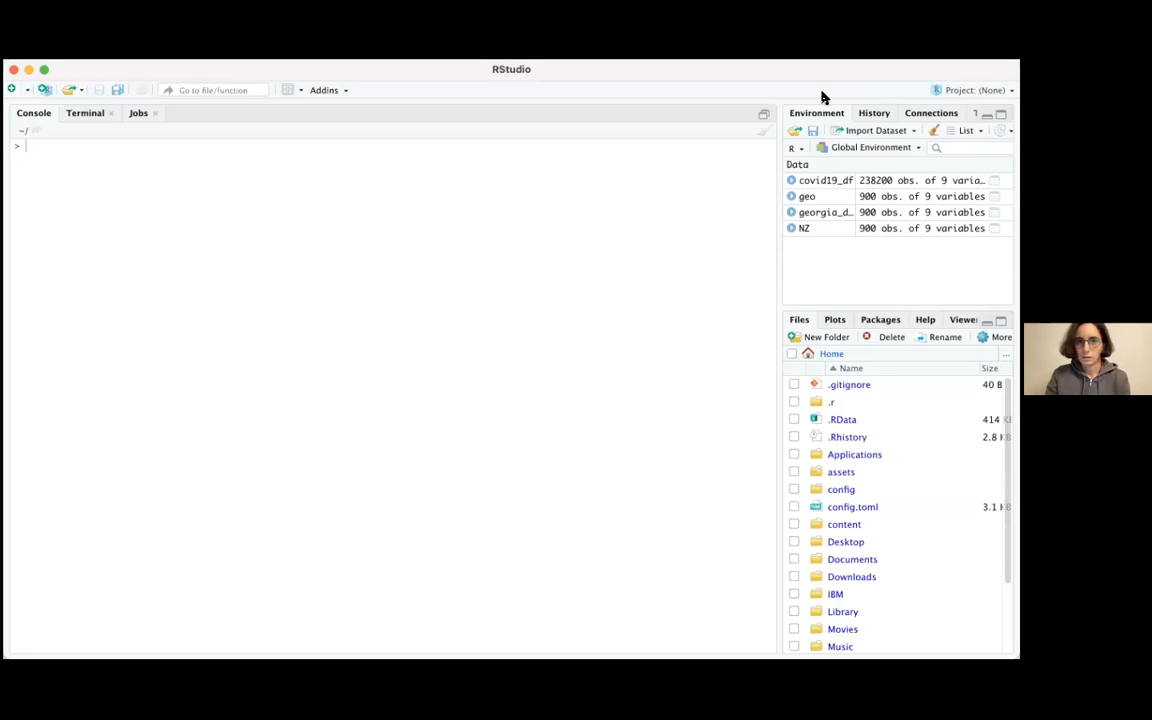 RStudio
Go to file/function
Addins
Project: (None)
Console Terminal Jobs
~/
>
Environment History Connections T
Import Dataset List
R Global Environment
Data
covid19_df 238200 obs. of 9 varia…
geo 900 obs. of 9 variables
georgia_d… 900 obs. of 9 variables
NZ 900 obs. of 9 variables
Files Plots Packages Help Viewer
New Folder Delete Rename More
Home ...
Name Size
.gitignore 40 B
.r
.RData 414 K
.Rhistory 2.8 KB
Applications
assets
config
config.toml 3.1 KB
content
Desktop
Documents
Downloads
IBM
Library
Movies
Music